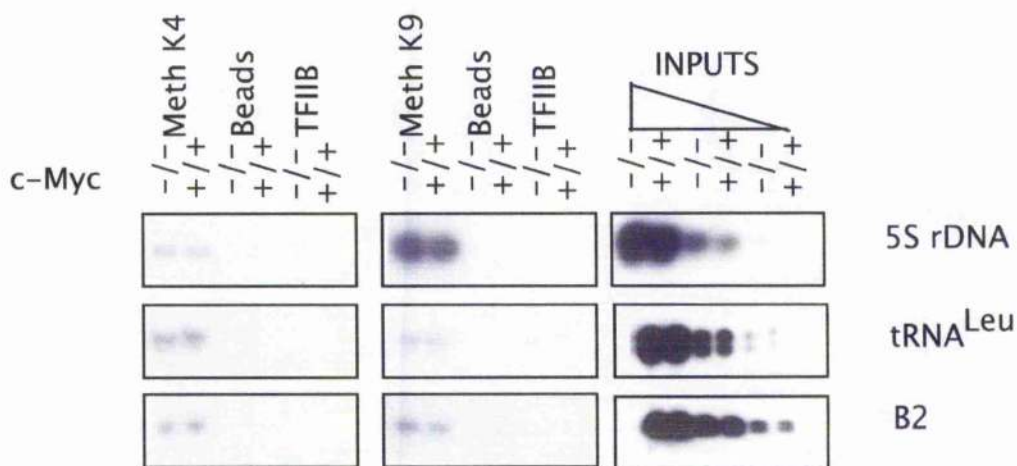 Meth K4
Beads
TFIIB
Meth K9
Beads
TFIIB
INPUTS
c-Myc
-/- +/+ -/- +/+ -/- +/+
-/- +/+ -/- +/+ -/- +/+
-/- +/+ -/- +/+ -/- +/+
5S rDNA
tRNA^Leu
B2